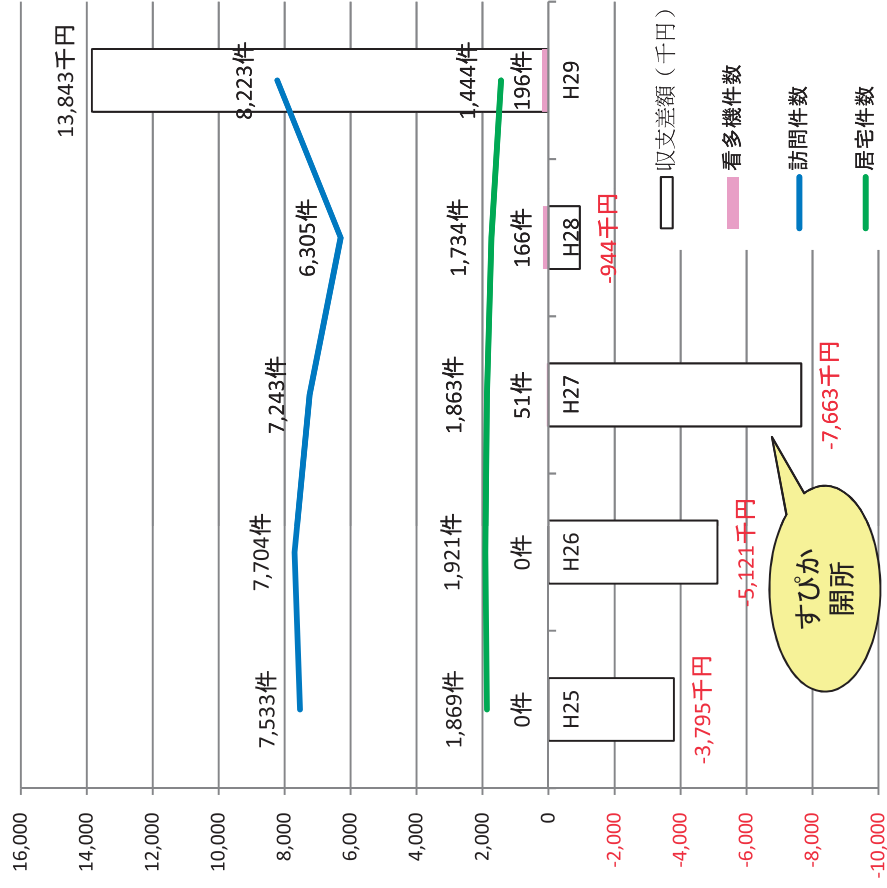 16,000
14,000
12,000
10,000
8,000
6,000
4,000
2,000
0
-2,000
-4,000
-6,000
-8,000
-10,000
7,533件
7,704件
7,243件
6,305件
8,223件
1,869件
1,921件
1,863件
1,734件
1,444件
0件
0件
51件
166件
196件
H25
H26
H27
H28
H29
-3,795千円
-5,121千円
-7,663千円
-944千円
13,843千円
すぴか
開所
収支差額（千円）
看多機件数
訪問件数
居宅件数